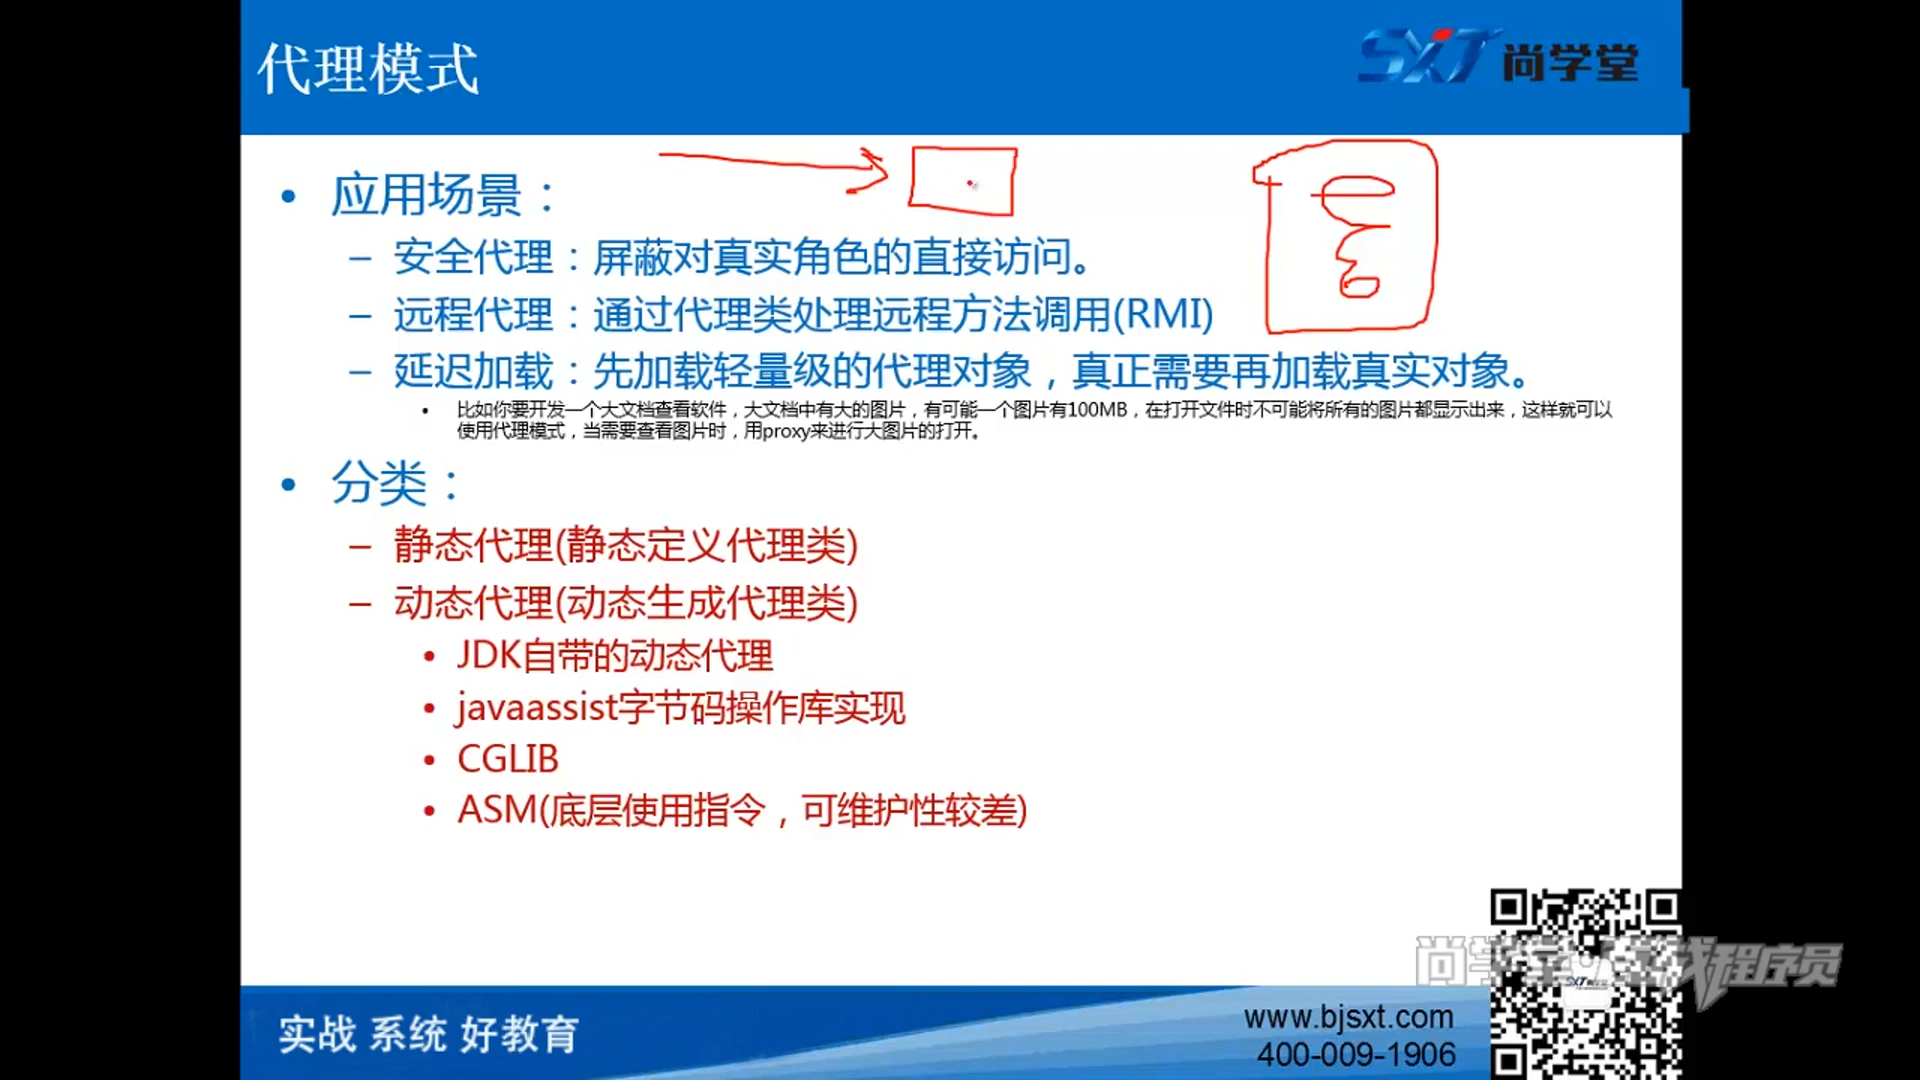 代理模式
SXT 尚学堂
• 应用场景：
– 安全代理：屏蔽对真实角色的直接访问。
– 远程代理：通过代理类处理远程方法调用(RMI)
– 延迟加载：先加载轻量级的代理对象，真正需要再加载真实对象。
• 比如你要开发一个大文档查看软件，大文档中有大的图片，有可能一个图片有100MB，在打开文件时不可能将所有的图片都显示出来，这样就可以
使用代理模式，当需要查看图片时，用proxy来进行大图片的打开。
• 分类：
– 静态代理(静态定义代理类)
– 动态代理(动态生成代理类)
• JDK自带的动态代理
• javaassist字节码操作库实现
• CGLIB
• ASM(底层使用指令，可维护性较差)
尚学堂 战程序员
实战 系统 好教育
www.bjsxt.com
400-009-1906